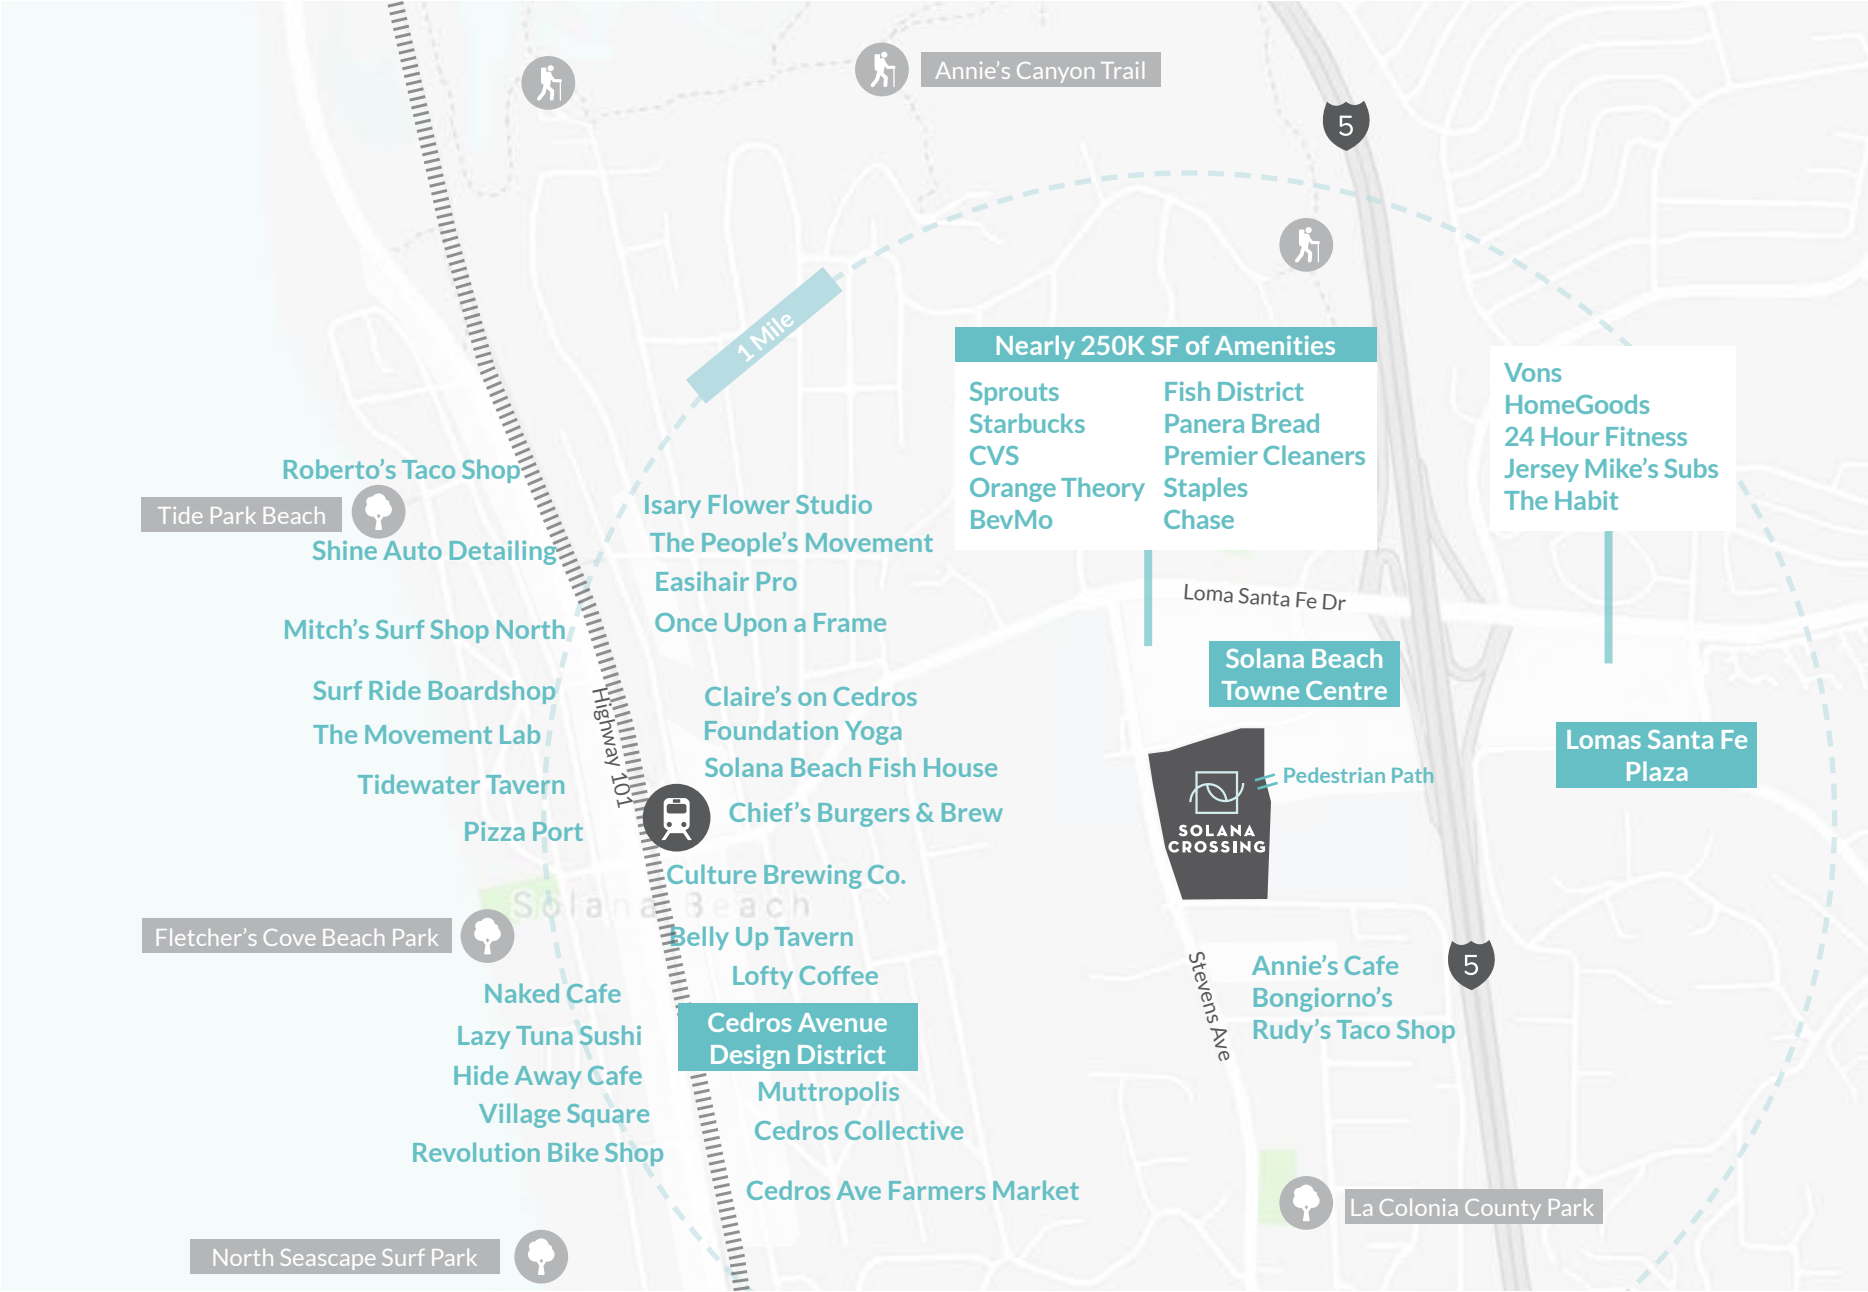 Annie's Canyon Trail
5
1 Mile
Nearly 250K SF of Amenities
Sprouts
Starbucks
CVS
Orange Theory
BevMo
Fish District
Panera Bread
Premier Cleaners
Staples
Chase
Vons
HomeGoods
24 Hour Fitness
Jersey Mike's Subs
The Habit
Roberto's Taco Shop
Tide Park Beach
Shine Auto Detailing
Mitch's Surf Shop North
Surf Ride Boardshop
The Movement Lab
Tidewater Tavern
Pizza Port
Highway 101
Isary Flower Studio
The People's Movement
Easihair Pro
Once Upon a Frame
Claire's on Cedros
Foundation Yoga
Solana Beach Fish House
Chief's Burgers & Brew
Culture Brewing Co.
Solana Beach
Belly Up Tavern
Lofty Coffee
Loma Santa Fe Dr
Solana Beach
Towne Centre
Lomas Santa Fe
Plaza
Pedestrian Path
SOLANA
CROSSING
Fletcher's Cove Beach Park
Naked Cafe
Lazy Tuna Sushi
Hide Away Cafe
Village Square
Revolution Bike Shop
Cedros Avenue
Design District
Muttropolis
Cedros Collective
Cedros Ave Farmers Market
Stevens Ave
Annie's Cafe
Bongiorno's
Rudy's Taco Shop
5
La Colonia County Park
North Seascape Surf Park